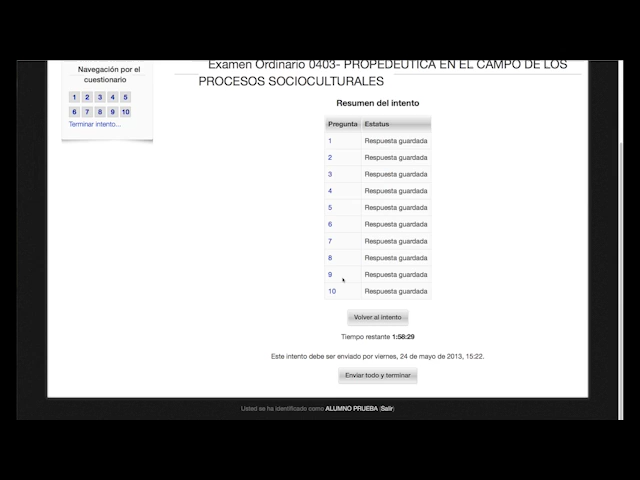 Navegación por el
cuestionario
1 2 3 4 5
6 7 8 9 10
Terminar intento...
Examen Ordinario 0403- PROPEDEUTICA EN EL CAMPO DE LOS
PROCESOS SOCIOCULTURALES
Resumen del intento
Pregunta Estatus
1 Respuesta guardada
2 Respuesta guardada
3 Respuesta guardada
4 Respuesta guardada
5 Respuesta guardada
6 Respuesta guardada
7 Respuesta guardada
8 Respuesta guardada
9 Respuesta guardada
10 Respuesta guardada
Volver al intento
Tiempo restante 1:58:29
Este intento debe ser enviado por viernes, 24 de mayo de 2013, 15:22.
Enviar todo y terminar
Usted se ha identificado como ALUMNO PRUEBA (Salir)